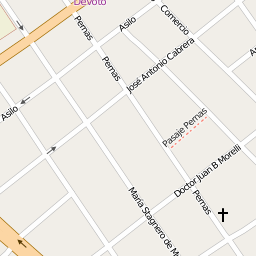 Devoto
Pernas
Asilo
Comercio
Pernas
José Antonio Cabrera
Asilo
Pasaje Pernas
Doctor Juan B Morelli
María Stagnero de M
Pernas